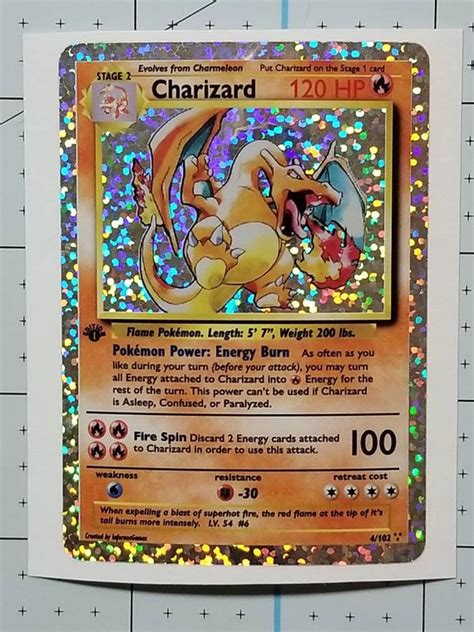 Evolves from Charmeleon Put Charizard on the Stage 1 card
STAGE 2
Charizard 120 HP
EDITION 1
Flame Pokémon. Length: 5' 7", Weight 200 lbs.
Pokémon Power: Energy Burn As often as you
like during your turn (before your attack), you may turn
all Energy attached to Charizard into Energy for the
rest of the turn. This power can't be used if Charizard
is Asleep, Confused, or Paralyzed.
Fire Spin Discard 2 Energy cards attached
to Charizard in order to use this attack. 100
weakness resistance retreat cost
-30
When expelling a blast of superhot fire, the red flame at the tip of it's
tail burns more intensely. LV. 54 #6
Created by InfernoGames 4/102